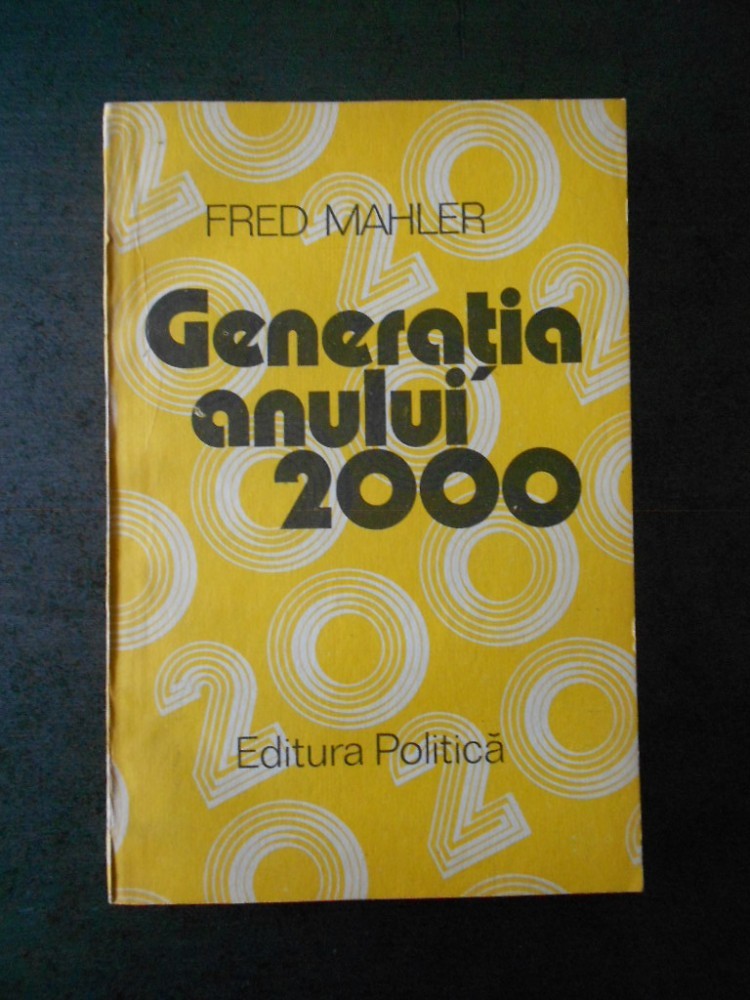 FRED MAHLER
Generația
anului
2000
Editura Politică